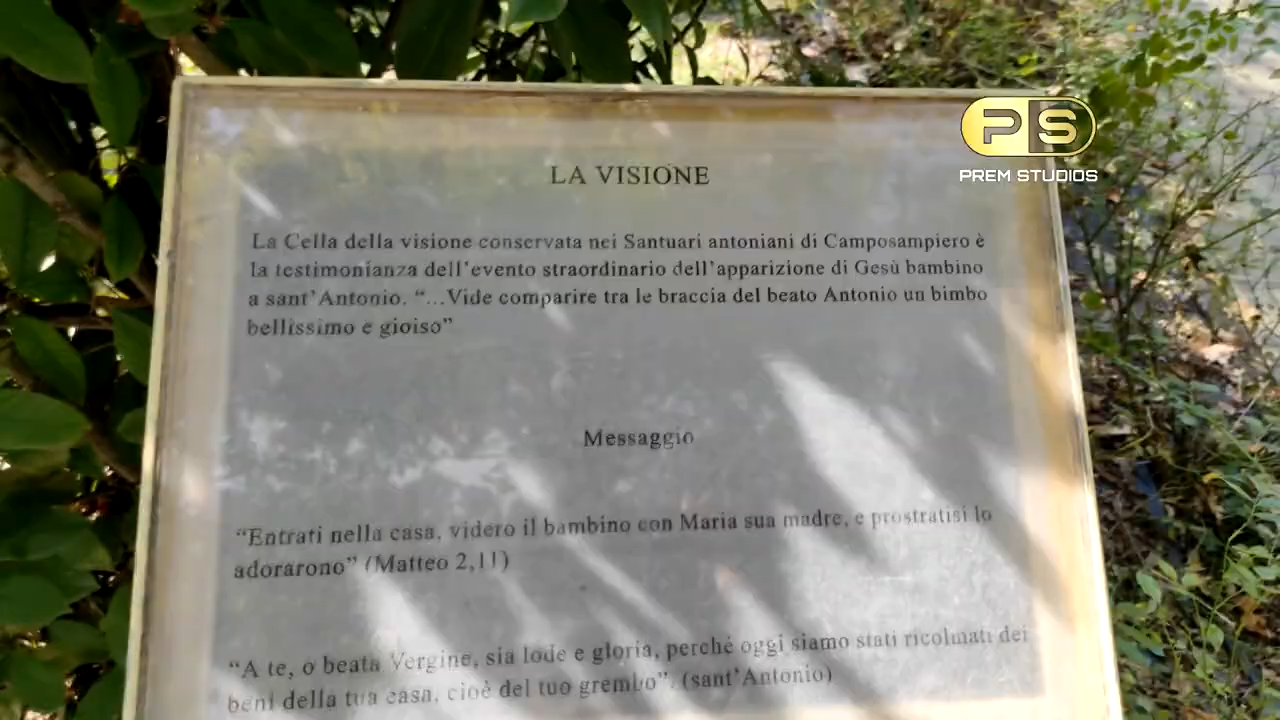 PS
PREM STUDIOS
LA VISIONE
La Cella della visione conservata nei Santuari antoniani di Camposampiero è
la testimonianza dell'evento straordinario dell'apparizione di Gesù bambino
a sant'Antonio. “...Vide comparire tra le braccia del beato Antonio un bimbo
bellissimo e gioiso”
Messaggio
“Entrati nella casa, videro il bambino con Maria sua madre, e prostratisi lo
adorarono” (Matteo 2,11)
“A te, o beata Vergine, sia lode e gloria, perché oggi siamo stati ricolmati dei
beni della tua casa, cioè del tuo grembo”. (sant'Antonio)